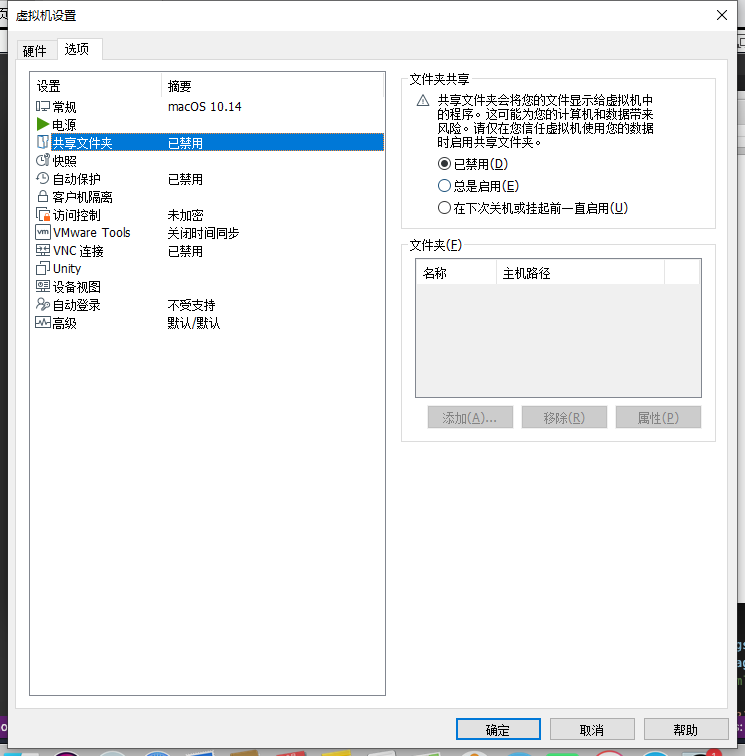 虚拟机设置
硬件 选项
设置 摘要
常规 macOS 10.14
电源
共享文件夹 已禁用
快照
自动保护 已禁用
客户机隔离
访问控制 未加密
VMware Tools 关闭时间同步
VNC 连接 已禁用
Unity
设备视图
自动登录 不受支持
高级 默认/默认
文件夹共享
共享文件夹会将您的文件显示给虚拟机中
的程序。这可能为您的计算机和数据带来
风险。请仅在您信任虚拟机使用您的数据
时启用共享文件夹。
已禁用(D)
总是启用(E)
在下次关机或挂起前一直启用(U)
文件夹(F)
名称 主机路径
添加(A)... 移除(R) 属性(P)
确定 取消 帮助